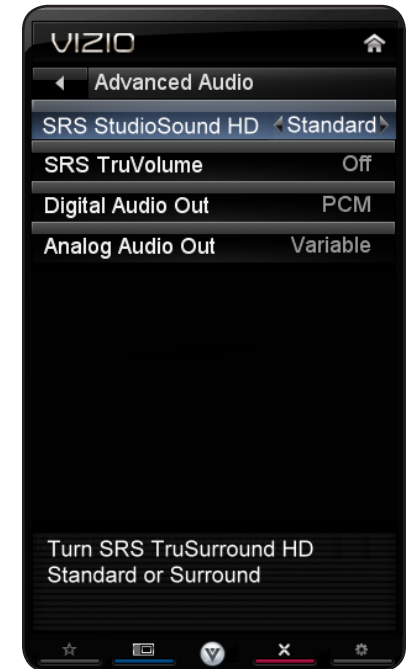 VIZIO
Advanced Audio
SRS StudioSound HD Standard
SRS TruVolume Off
Digital Audio Out PCM
Analog Audio Out Variable
Turn SRS TruSurround HD
Standard or Surround
V